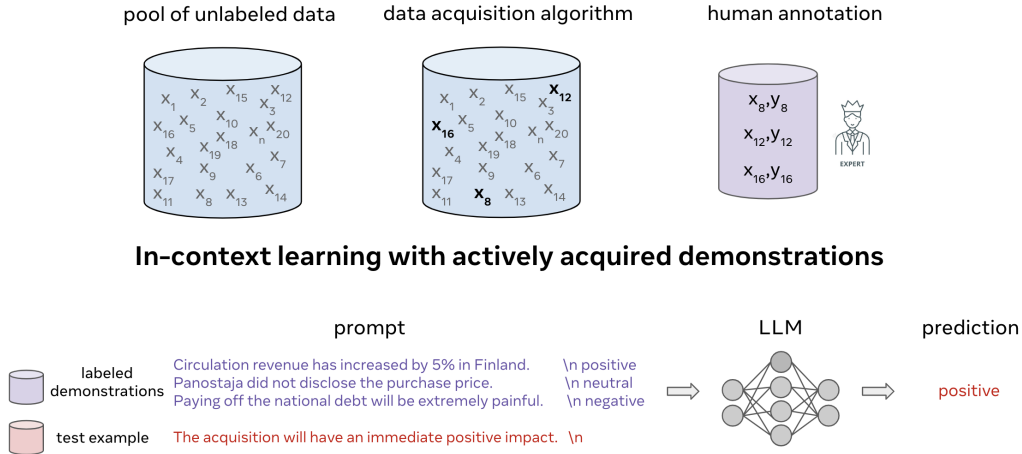 pool of unlabeled data
data acquisition algorithm
human annotation
x1 x2 x15 x12
x3
x16 x5 x10 xn x20
x18
x4 x19 x7
x17 x9 x6
x11 x8 x13 x14
x1 x2 x15 x12
x3
x16 x5 x10 xn x20
x18
x4 x19 x7
x17 x9 x6
x11 x8 x13 x14
x8,y8
x12,y12
x16,y16
EXPERT
In-context learning with actively acquired demonstrations
prompt
LLM
prediction
labeled
demonstrations
Circulation revenue has increased by 5% in Finland. \n positive
Panostaja did not disclose the purchase price. \n neutral
Paying off the national debt will be extremely painful. \n negative
positive
test example
The acquisition will have an immediate positive impact. \n